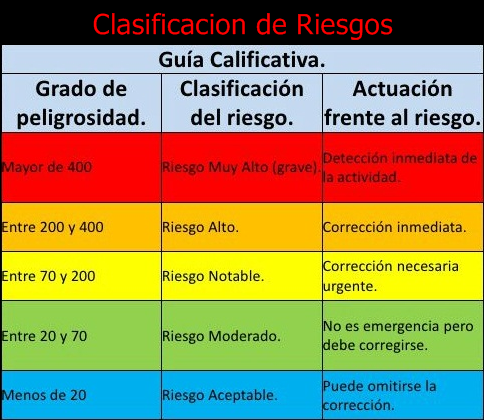 Clasificacion de Riesgos
Guía Calificativa.
Grado de peligrosidad.
Clasificación del riesgo.
Actuación frente al riesgo.
Mayor de 400
Riesgo Muy Alto (grave).
Detección inmediata de la actividad.
Entre 200 y 400
Riesgo Alto.
Corrección inmediata.
Entre 70 y 200
Riesgo Notable.
Corrección necesaria urgente.
Entre 20 y 70
Riesgo Moderado.
No es emergencia pero debe corregirse.
Menos de 20
Riesgo Aceptable.
Puede omitirse la corrección.